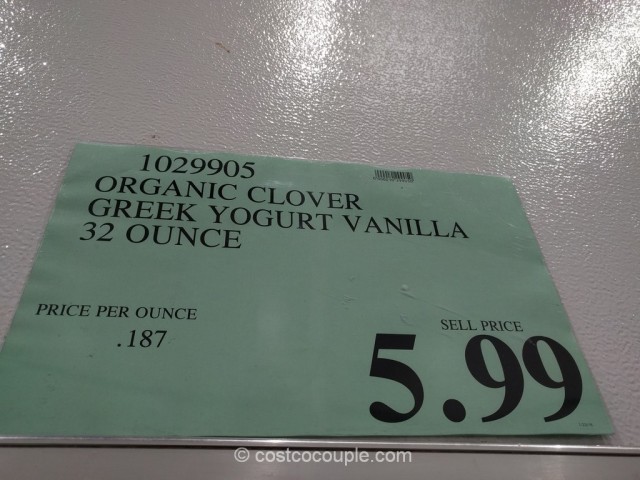 1029905
ORGANIC CLOVER
GREEK YOGURT VANILLA
32 OUNCE
PRICE PER OUNCE
.187
SELL PRICE
5.99
© costcocouple.com